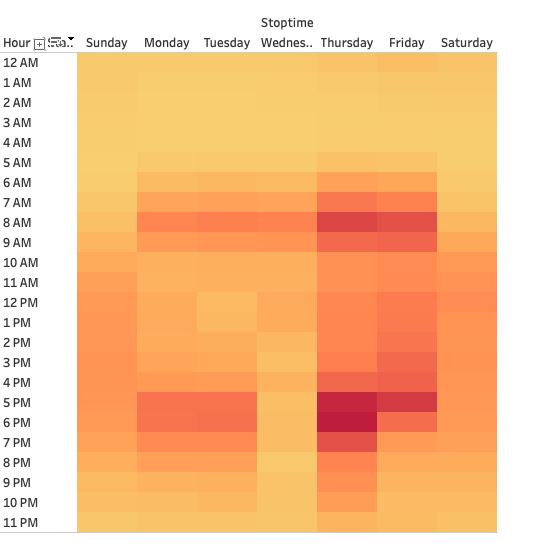 Stoptime
Hour Sunday Monday Tuesday Wednes.. Thursday Friday Saturday
12 AM
1 AM
2 AM
3 AM
4 AM
5 AM
6 AM
7 AM
8 AM
9 AM
10 AM
11 AM
12 PM
1 PM
2 PM
3 PM
4 PM
5 PM
6 PM
7 PM
8 PM
9 PM
10 PM
11 PM